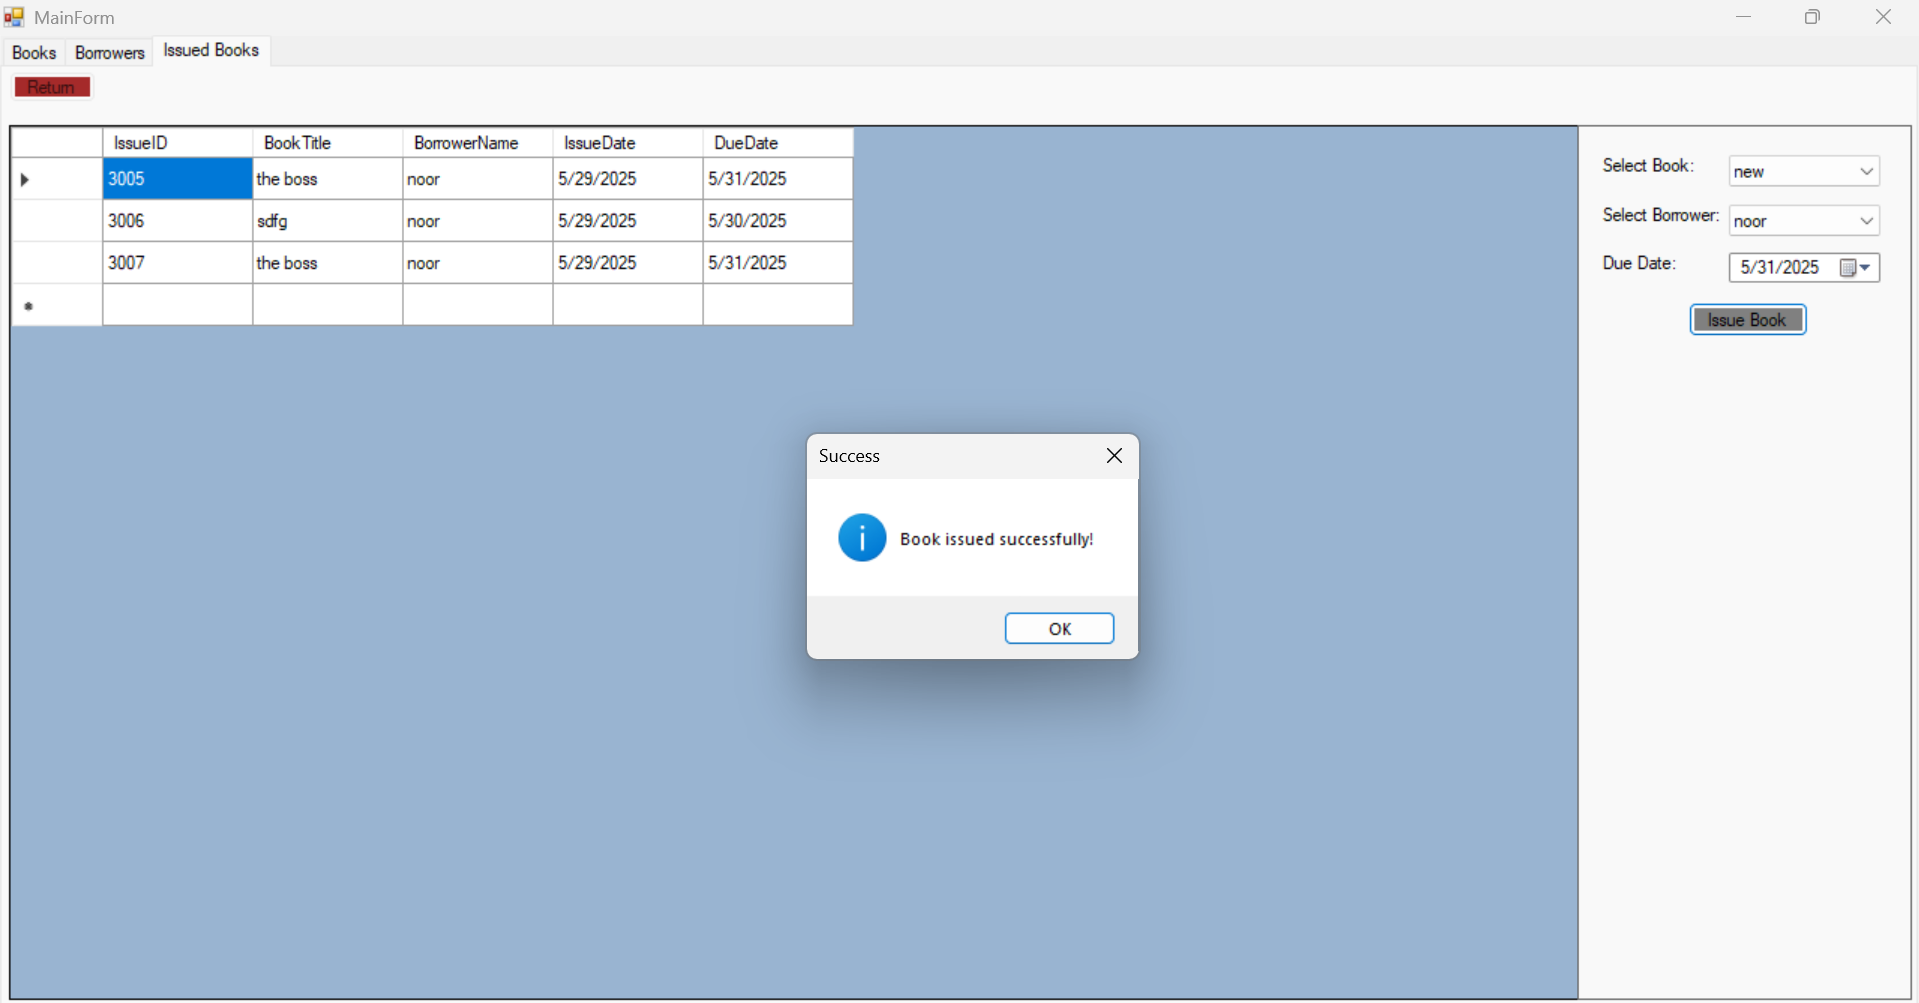 MainForm
Books Borrowers Issued Books
Return
IssueID BookTitle BorrowerName IssueDate DueDate
3005 the boss noor 5/29/2025 5/31/2025
3006 sdfg noor 5/29/2025 5/30/2025
3007 the boss noor 5/29/2025 5/31/2025
Select Book: new
Select Borrower: noor
Due Date: 5/31/2025
Issue Book
Success
Book issued successfully!
OK